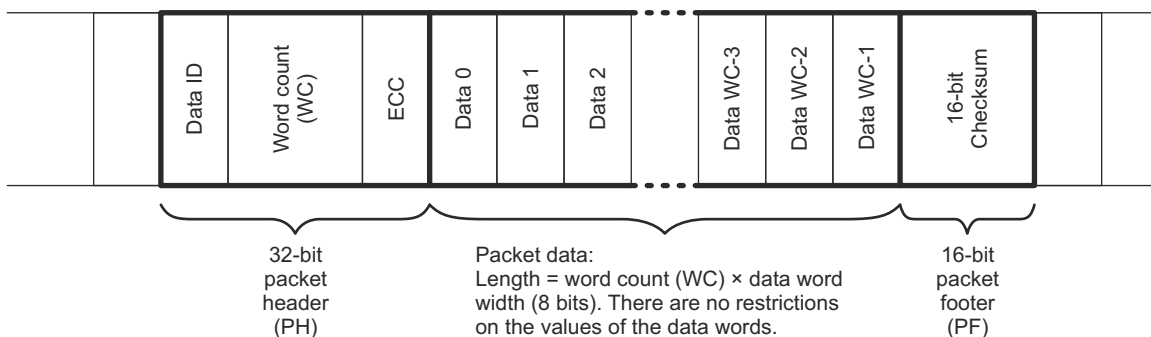 Data ID
Word count
(WC)
ECC
Data 0
Data 1
Data 2
Data WC-3
Data WC-2
Data WC-1
16-bit
Checksum
32-bit
packet
header
(PH)
Packet data:
Length = word count (WC) × data word
width (8 bits). There are no restrictions
on the values of the data words.
16-bit
packet
footer
(PF)